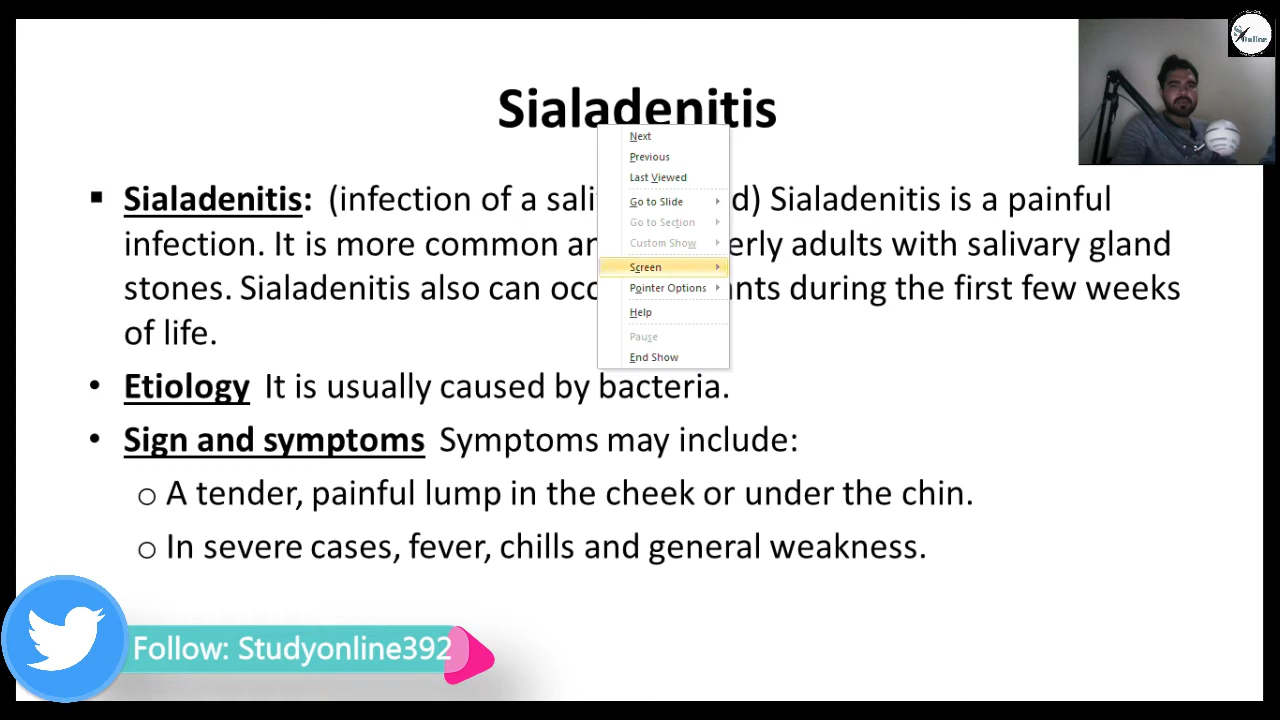 Sialadenitis
Next
Previous
Last Viewed
Go to Slide
Go to Section
Custom Show
Screen
Pointer Options
Help
Pause
End Show
▪ Sialadenitis: (infection of a sali d) Sialadenitis is a painful
infection. It is more common an erly adults with salivary gland
stones. Sialadenitis also can occ nts during the first few weeks
of life.
• Etiology It is usually caused by bacteria.
• Sign and symptoms Symptoms may include:
o A tender, painful lump in the cheek or under the chin.
o In severe cases, fever, chills and general weakness.
Follow: Studyonline392